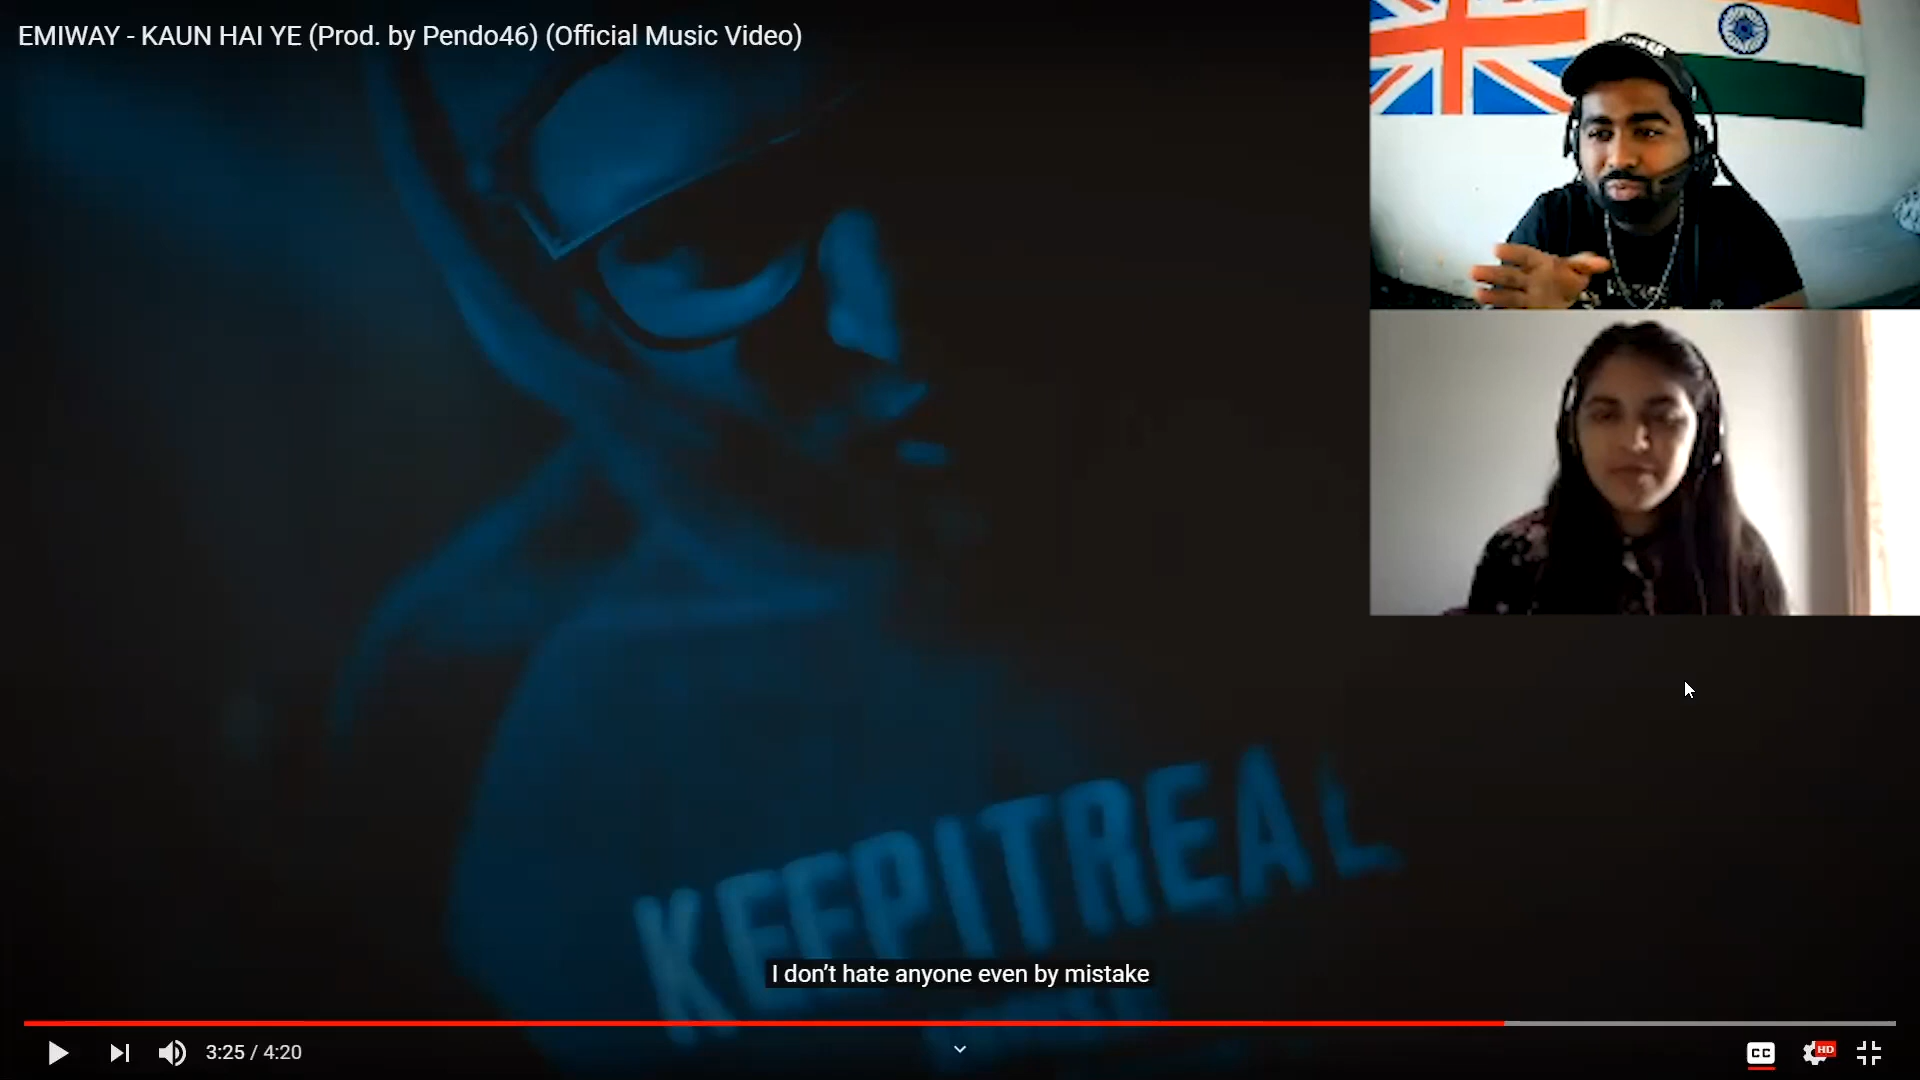 EMIWAY - KAUN HAI YE (Prod. by Pendo46) (Official Music Video)
KEEPITREAL
I don’t hate anyone even by mistake
3:25 / 4:20
CC
HD